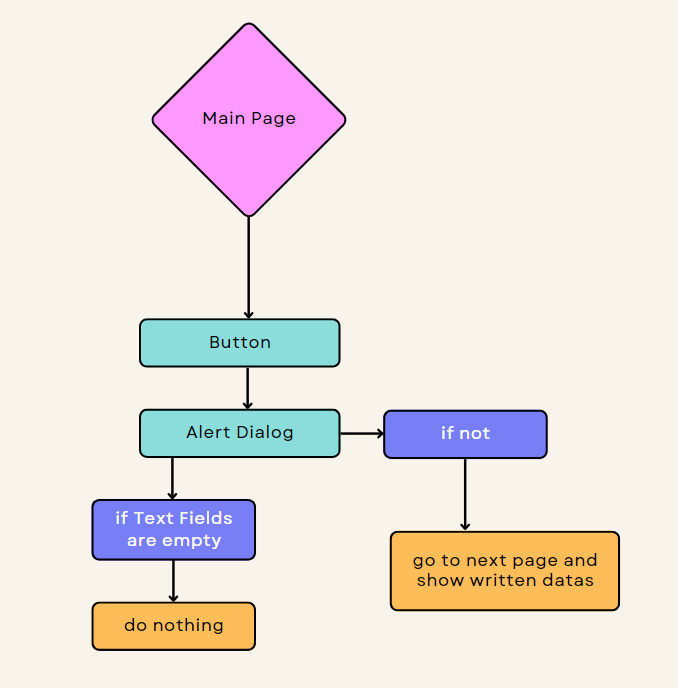 Main Page
Button
Alert Dialog
if not
if Text Fields
are empty
go to next page and
show written datas
do nothing